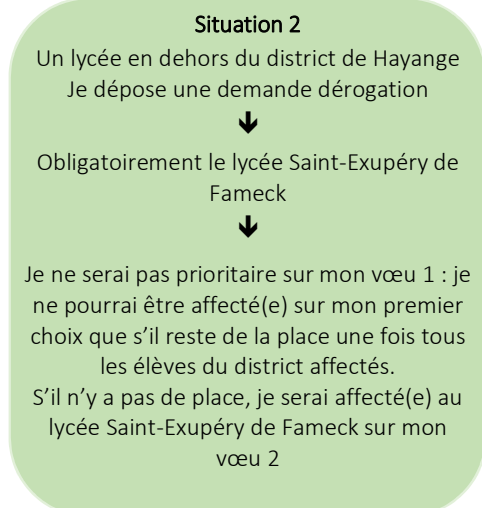 Situation 2
Un lycée en dehors du district de Hayange
Je dépose une demande dérogation
🡻
Obligatoirement le lycée Saint-Exupéry de
Fameck
🡻
Je ne serai pas prioritaire sur mon vœu 1 : je
ne pourrai être affecté(e) sur mon premier
choix que s’il reste de la place une fois tous
les élèves du district affectés.
S’il n’y a pas de place, je serai affecté(e) au
lycée Saint-Exupéry de Fameck sur mon
vœu 2